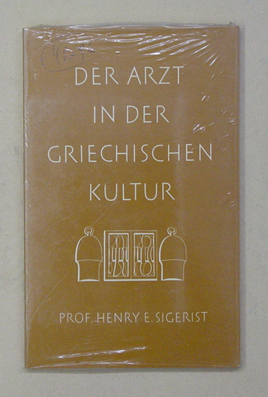 DER ARZT
IN DER
GRIECHISCHEN
KULTUR
PROF. HENRY E. SIGERIST